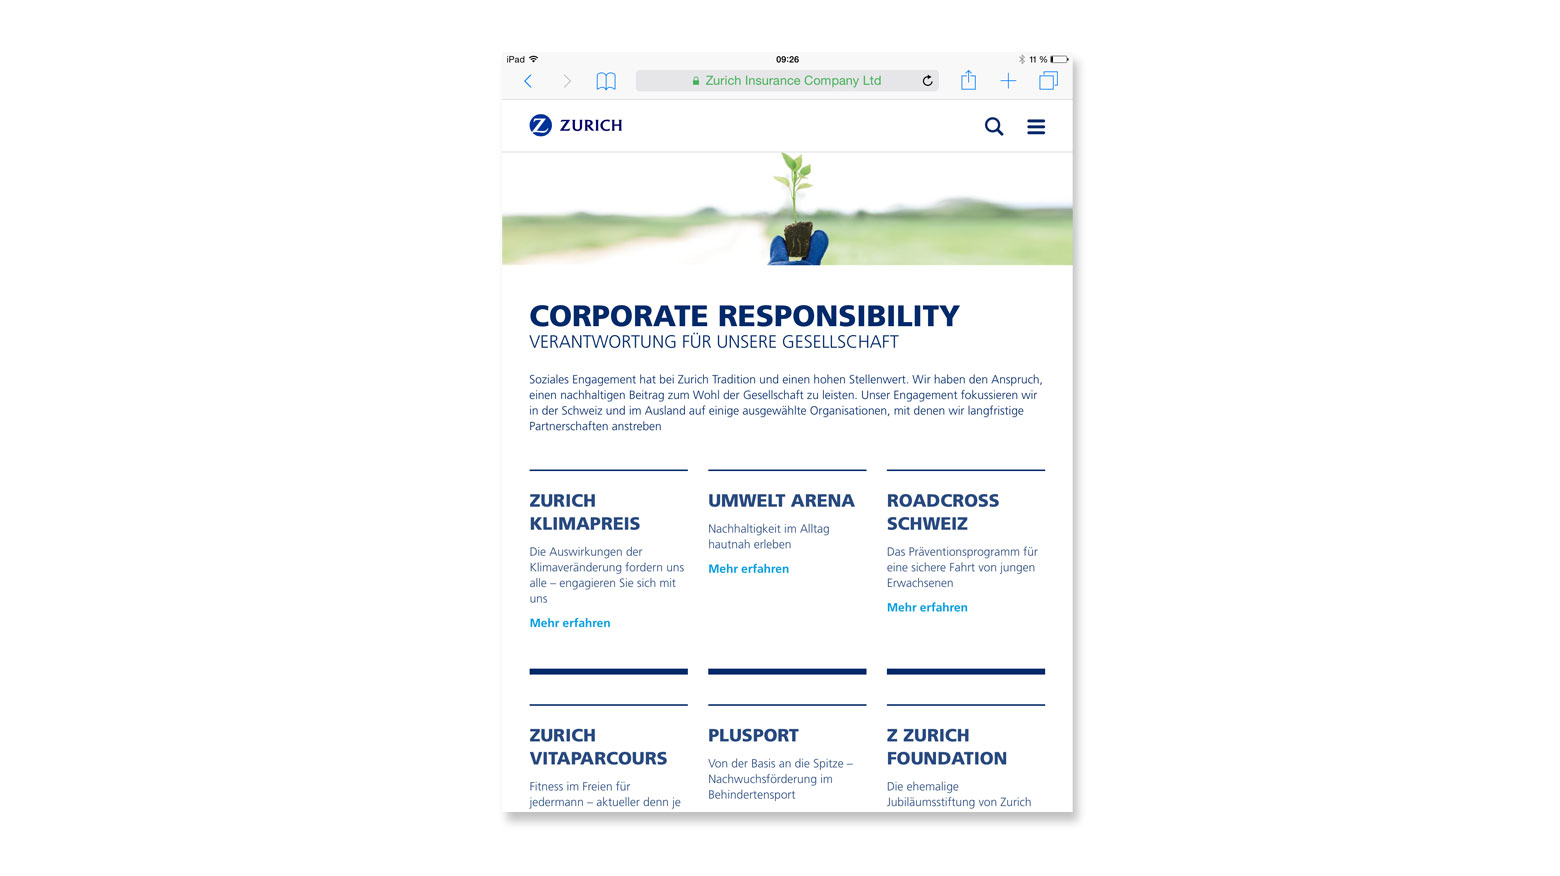 iPad
09:26
11 %
Zurich Insurance Company Ltd
Z ZURICH
CORPORATE RESPONSIBILITY
VERANTWORTUNG FÜR UNSERE GESELLSCHAFT
Soziales Engagement hat bei Zurich Tradition und einen hohen Stellenwert. Wir haben den Anspruch,
einen nachhaltigen Beitrag zum Wohl der Gesellschaft zu leisten. Unser Engagement fokussieren wir
in der Schweiz und im Ausland auf einige ausgewählte Organisationen, mit denen wir langfristige
Partnerschaften anstreben
ZURICH
KLIMAPREIS
Die Auswirkungen der
Klimaveränderung fordern uns
alle – engagieren Sie sich mit
uns
Mehr erfahren
UMWELT ARENA
Nachhaltigkeit im Alltag
hautnah erleben
Mehr erfahren
ROADCROSS
SCHWEIZ
Das Präventionsprogramm für
eine sichere Fahrt von jungen
Erwachsenen
Mehr erfahren
ZURICH
VITAPARCOURS
Fitness im Freien für
jedermann – aktueller denn je
PLUSPORT
Von der Basis an die Spitze –
Nachwuchsförderung im
Behindertensport
Z ZURICH
FOUNDATION
Die ehemalige
Jubiläumsstiftung von Zurich